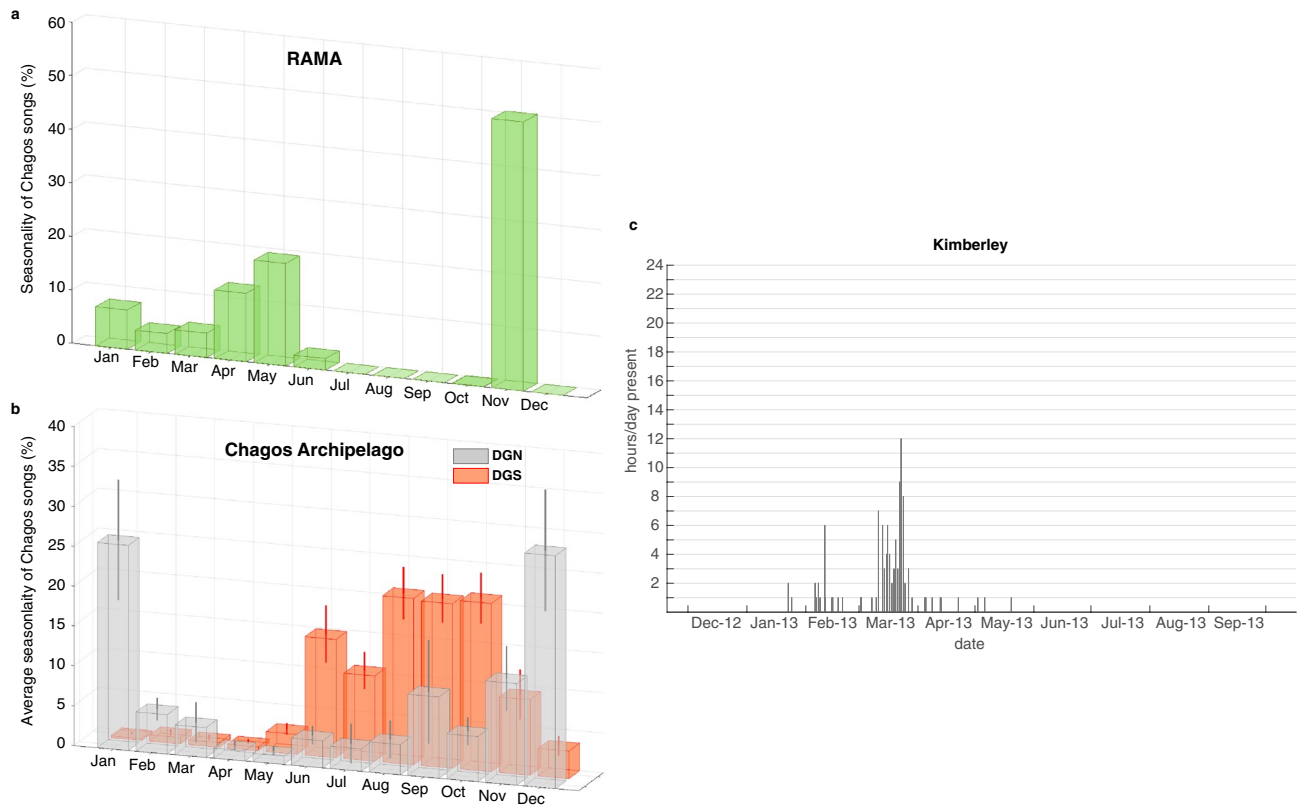 a
RAMA
Seasonality of Chagos songs (%)
60
50
40
30
20
10
0
Jan Feb Mar Apr May Jun Jul Aug Sep Oct Nov Dec
b
Chagos Archipelago
DGN
DGS
Average seasonlaity of Chagos songs (%)
40
35
30
25
20
15
10
5
0
Jan Feb Mar Apr May Jun Jul Aug Sep Oct Nov Dec
c
Kimberley
hours/day present
24
22
20
18
16
14
12
10
8
6
4
2
Dec-12 Jan-13 Feb-13 Mar-13 Apr-13 May-13 Jun-13 Jul-13 Aug-13 Sep-13
date